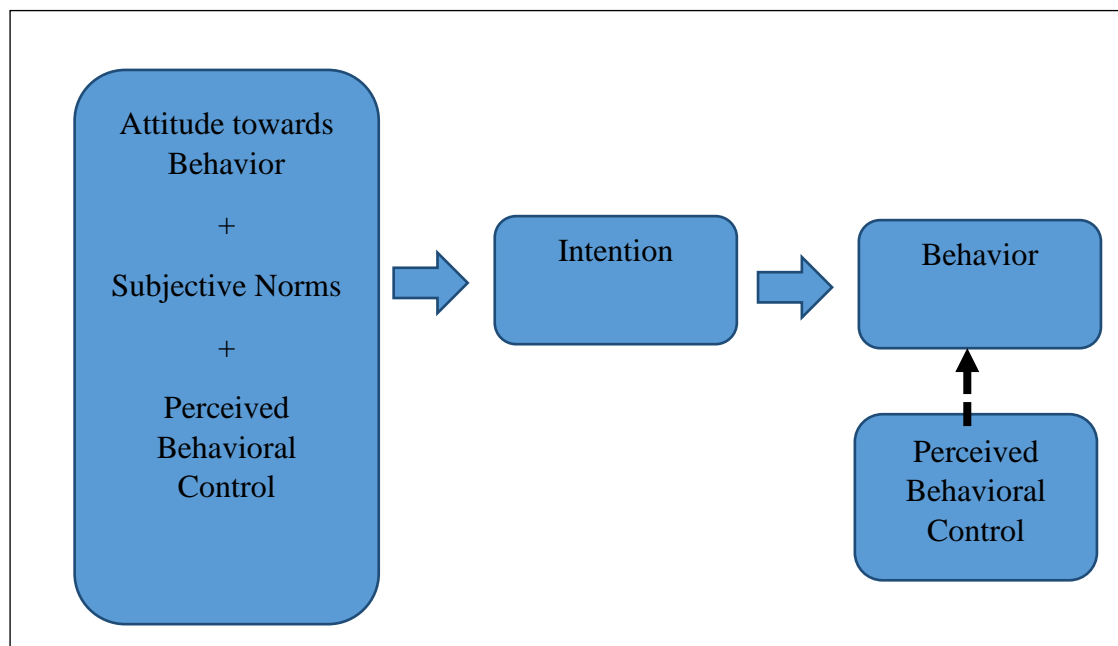 Attitude towards
Behavior
+
Subjective Norms
+
Perceived
Behavioral
Control
Intention
Behavior
Perceived
Behavioral
Control